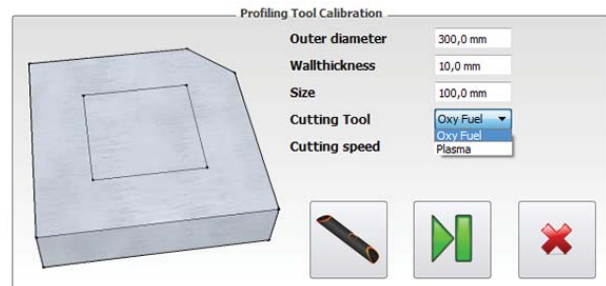 Profiling Tool Calibration
Outer diameter 300,0 mm
Wallthickness 10,0 mm
Size 100,0 mm
Cutting Tool Oxy Fuel
Oxy Fuel
Cutting speed Plasma